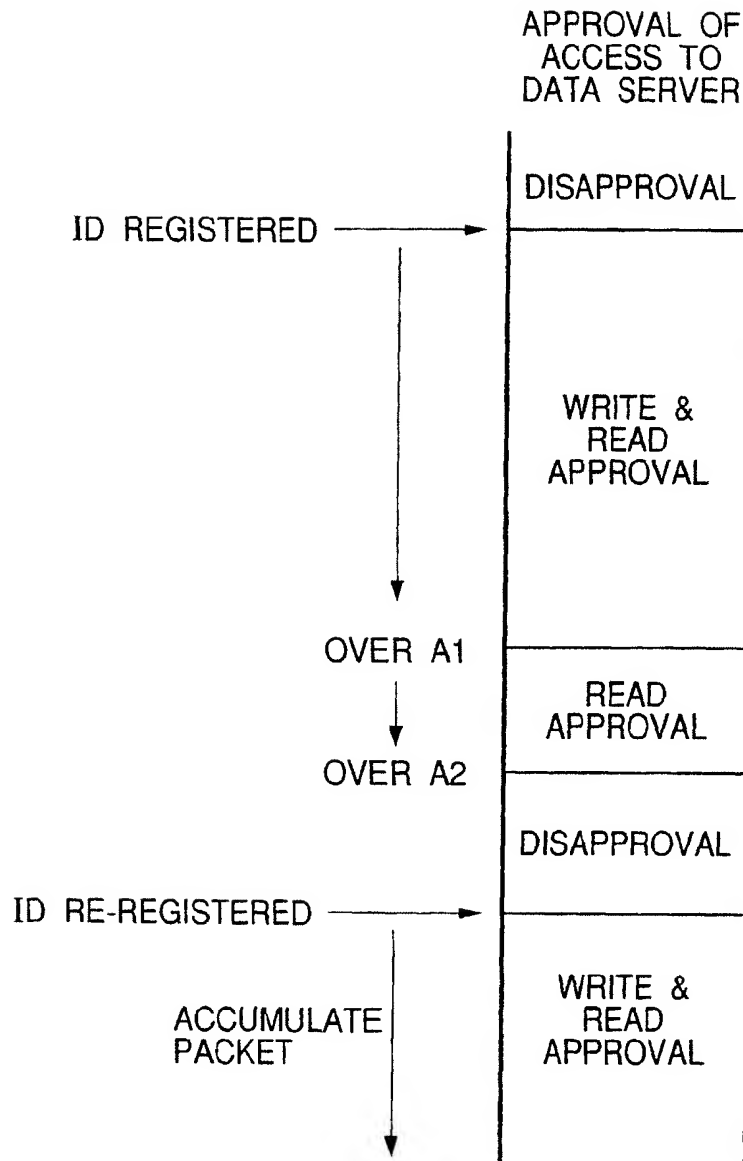 APPROVAL OF
ACCESS TO
DATA SERVER
DISAPPROVAL
ID REGISTERED
WRITE &
READ
APPROVAL
OVER A1
READ
APPROVAL
OVER A2
DISAPPROVAL
ID RE-REGISTERED
ACCUMULATE
PACKET
WRITE &
READ
APPROVAL